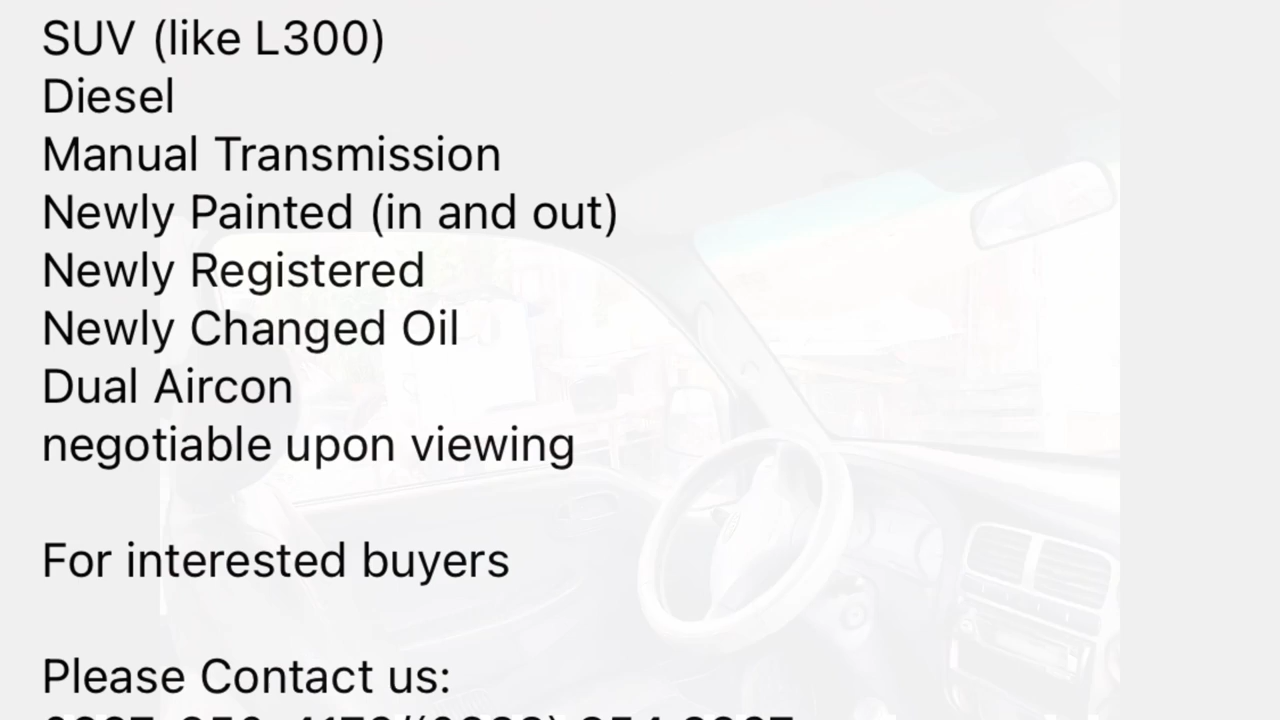 SUV (like L300)
Diesel
Manual Transmission
Newly Painted (in and out)
Newly Registered
Newly Changed Oil
Dual Aircon
negotiable upon viewing
For interested buyers
Please Contact us: